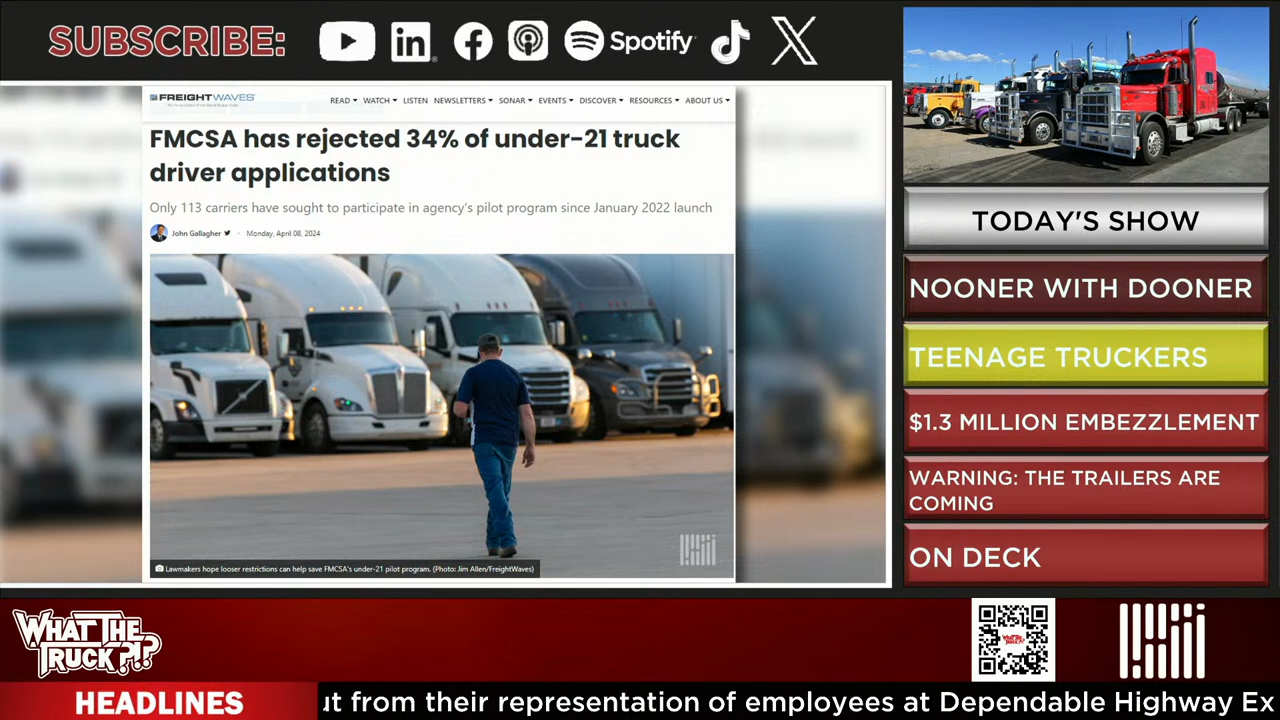 SUBSCRIBE:
in
Spotify
FREIGHTWAVES
READ WATCH LISTEN NEWSLETTERS SONAR EVENTS DISCOVER RESOURCES ABOUT US
FMCSA has rejected 34% of under-21 truck
driver applications
Only 113 carriers have sought to participate in agency's pilot program since January 2022 launch
John Gallagher - Monday, April 08, 2024
Lawmakers hope looser restrictions can help save FMCSA's under-21 pilot program. (Photo: Jim Allen/FreightWaves)
TODAY'S SHOW
NOONER WITH DOONER
TEENAGE TRUCKERS
$1.3 MILLION EMBEZZLEMENT
WARNING: THE TRAILERS ARE
COMING
ON DECK
WHAT THE
TRUCK?!?
HEADLINES
ut from their representation of employees at Dependable Highway Ex